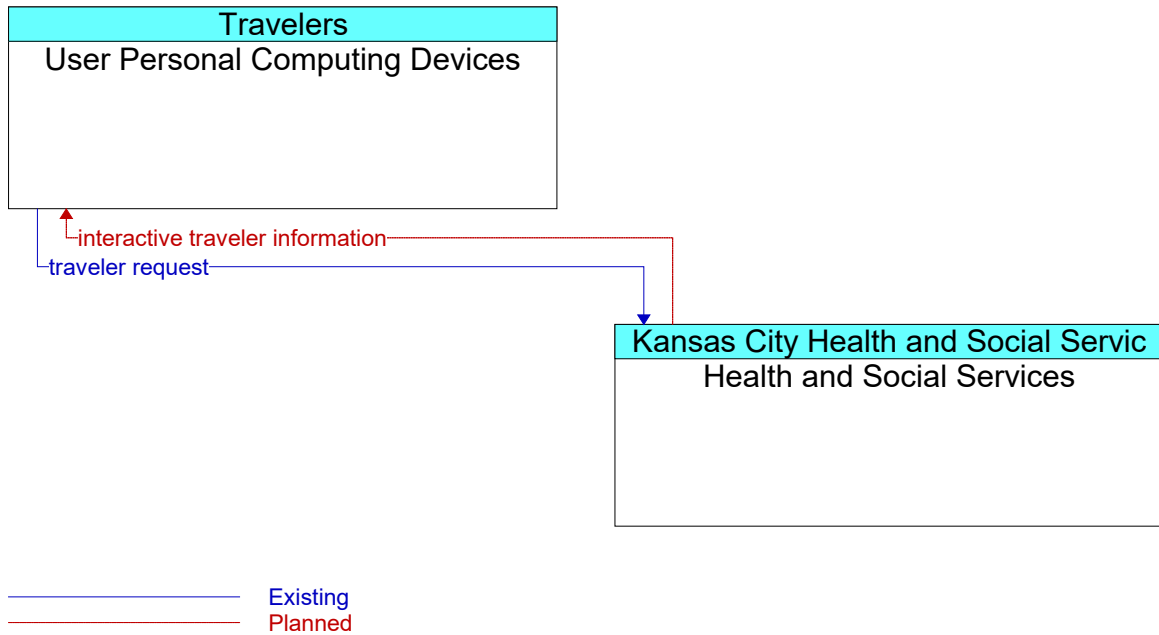 Travelers
User Personal Computing Devices
interactive traveler information
traveler request
Kansas City Health and Social Servic
Health and Social Services
Existing
Planned